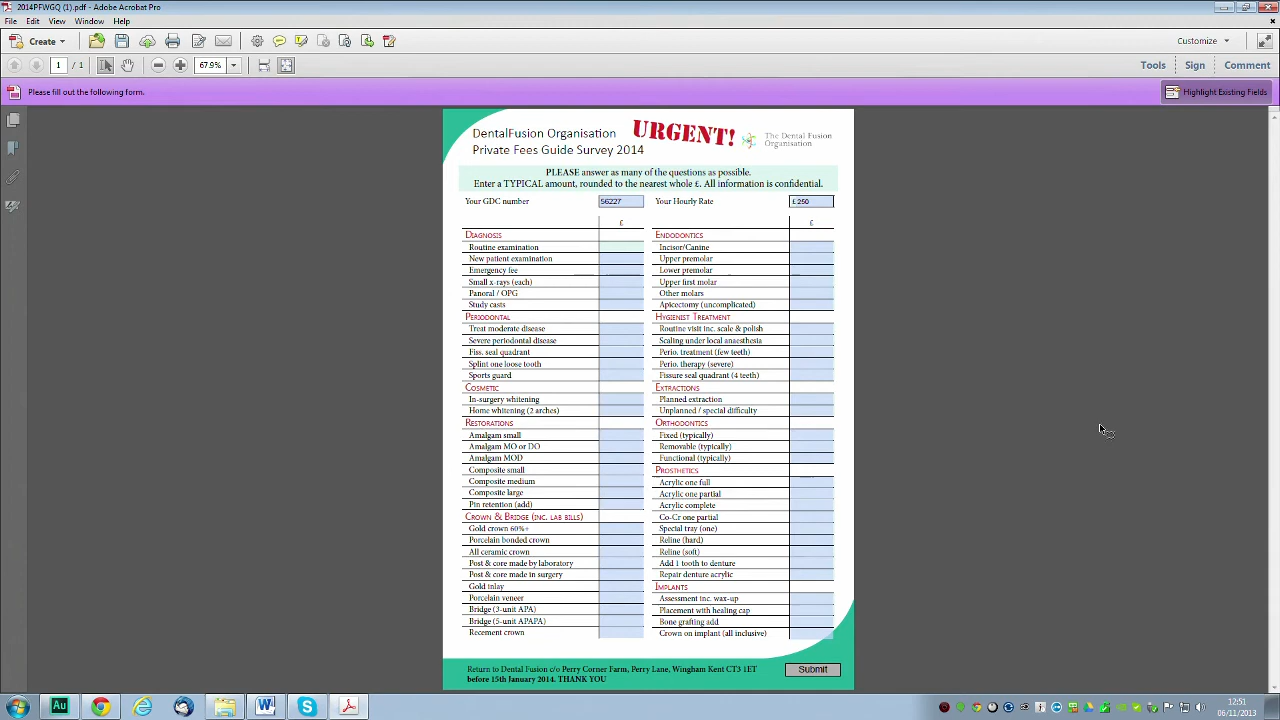 2014PFWGQ (1).pdf - Adobe Acrobat Pro
File Edit View Window Help
Create Customize
1 / 1 67.9% Tools Sign Comment
Please fill out the following form. Highlight Existing Fields
DentalFusion Organisation
Private Fees Guide Survey 2014
URGENT!
The Dental Fusion
Organisation
PLEASE answer as many of the questions as possible.
Enter a TYPICAL amount, rounded to the nearest whole £. All information is confidential.
Your GDC number 56227 Your Hourly Rate £ 250
£ £
DIAGNOSIS
Routine examination
New patient examination
Emergency fee
Small x-rays (each)
Panoral / OPG
Study casts
PERIODONTAL
Treat moderate disease
Severe periodontal disease
Fiss. seal quadrant
Splint one loose tooth
Sports guard
COSMETIC
In-surgery whitening
Home whitening (2 arches)
RESTORATIONS
Amalgam small
Amalgam MO or DO
Amalgam MOD
Composite small
Composite medium
Composite large
Pin retention (add)
CROWN & BRIDGE (INC. LAB BILLS)
Gold crown 60%+
Porcelain bonded crown
All ceramic crown
Post & core made by laboratory
Post & core made in surgery
Gold inlay
Porcelain veneer
Bridge (3-unit APA)
Bridge (5-unit APAPA)
Recement crown
ENDODONTICS
Incisor/Canine
Upper premolar
Lower premolar
Upper first molar
Other molars
Apicectomy (uncomplicated)
HYGIENIST TREATMENT
Routine visit inc. scale & polish
Scaling under local anaesthesia
Perio. treatment (few teeth)
Perio. therapy (severe)
Fissure seal quadrant (4 teeth)
EXTRACTIONS
Planned extraction
Unplanned / special difficulty
ORTHODONTICS
Fixed (typically)
Removable (typically)
Functional (typically)
PROSTHETICS
Acrylic one full
Acrylic one partial
Acrylic complete
Co-Cr one partial
Special tray (one)
Reline (hard)
Reline (soft)
Add 1 tooth to denture
Repair denture acrylic
IMPLANTS
Assessment inc. wax-up
Placement with healing cap
Bone grafting add
Crown on implant (all inclusive)
Return to Dental Fusion c/o Perry Corner Farm, Perry Lane, Wingham Kent CT3 1ET
before 15th January 2014. THANK YOU
Submit
Au
12:51
06/11/2013